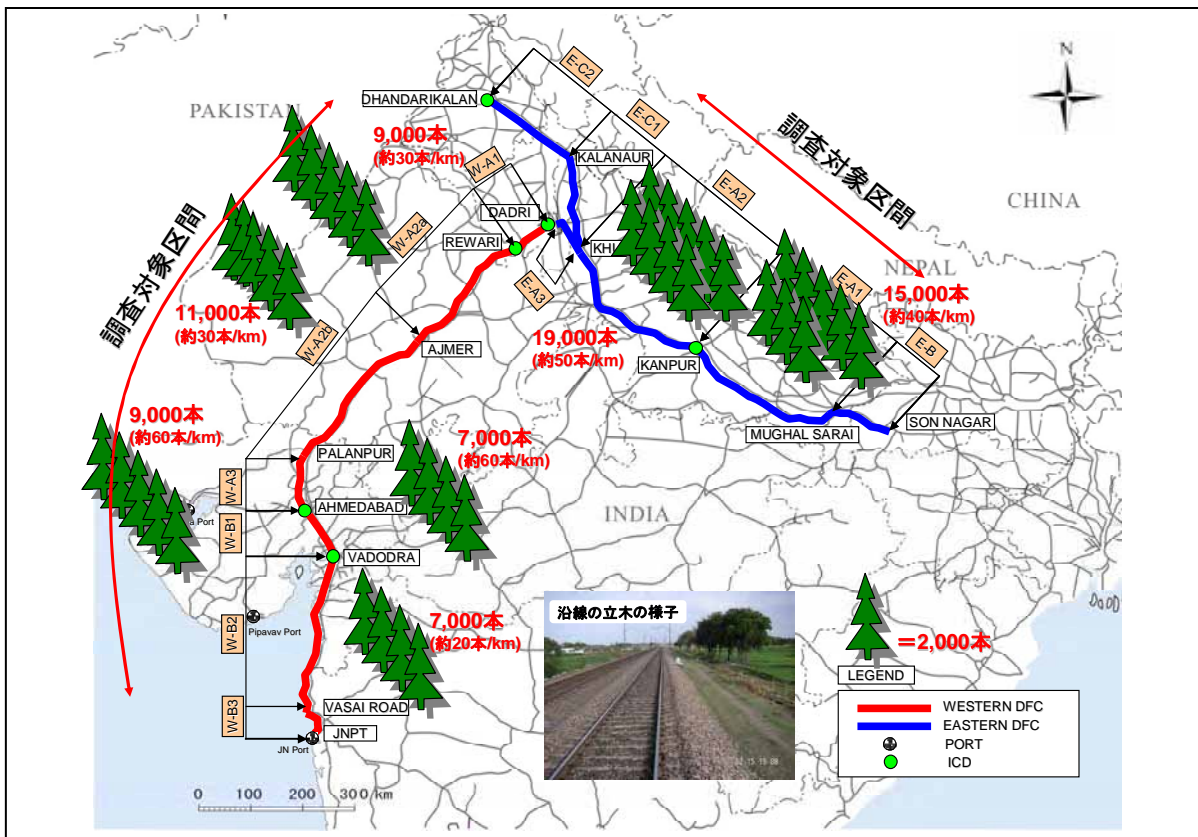 N
PAKISTAN
CHINA
NEPAL
INDIA
調査対象区間
調査対象区間
E-C2
E-C1
E-A2
E-A1
E-B
E-A3
W-A1
W-A2a
W-A2b
W-A3
W-B1
W-B2
W-B3
DHANDARIKALAN
KALANAUR
DADRI
REWARI
KHI
AJMER
KANPUR
MUGHAL SARAI
SON NAGAR
PALANPUR
AHMEDABAD
VADODRA
VASAI ROAD
JNPT
JN Port
Pipavav Port
a Port
9,000本
(約30本/km)
11,000本
(約30本/km)
9,000本
(約60本/km)
7,000本
(約60本/km)
7,000本
(約20本/km)
19,000本
(約50本/km)
15,000本
(約40本/km)
沿線の立木の様子
=2,000本
LEGEND
WESTERN DFC
EASTERN DFC
PORT
ICD
0 100 200 300 km